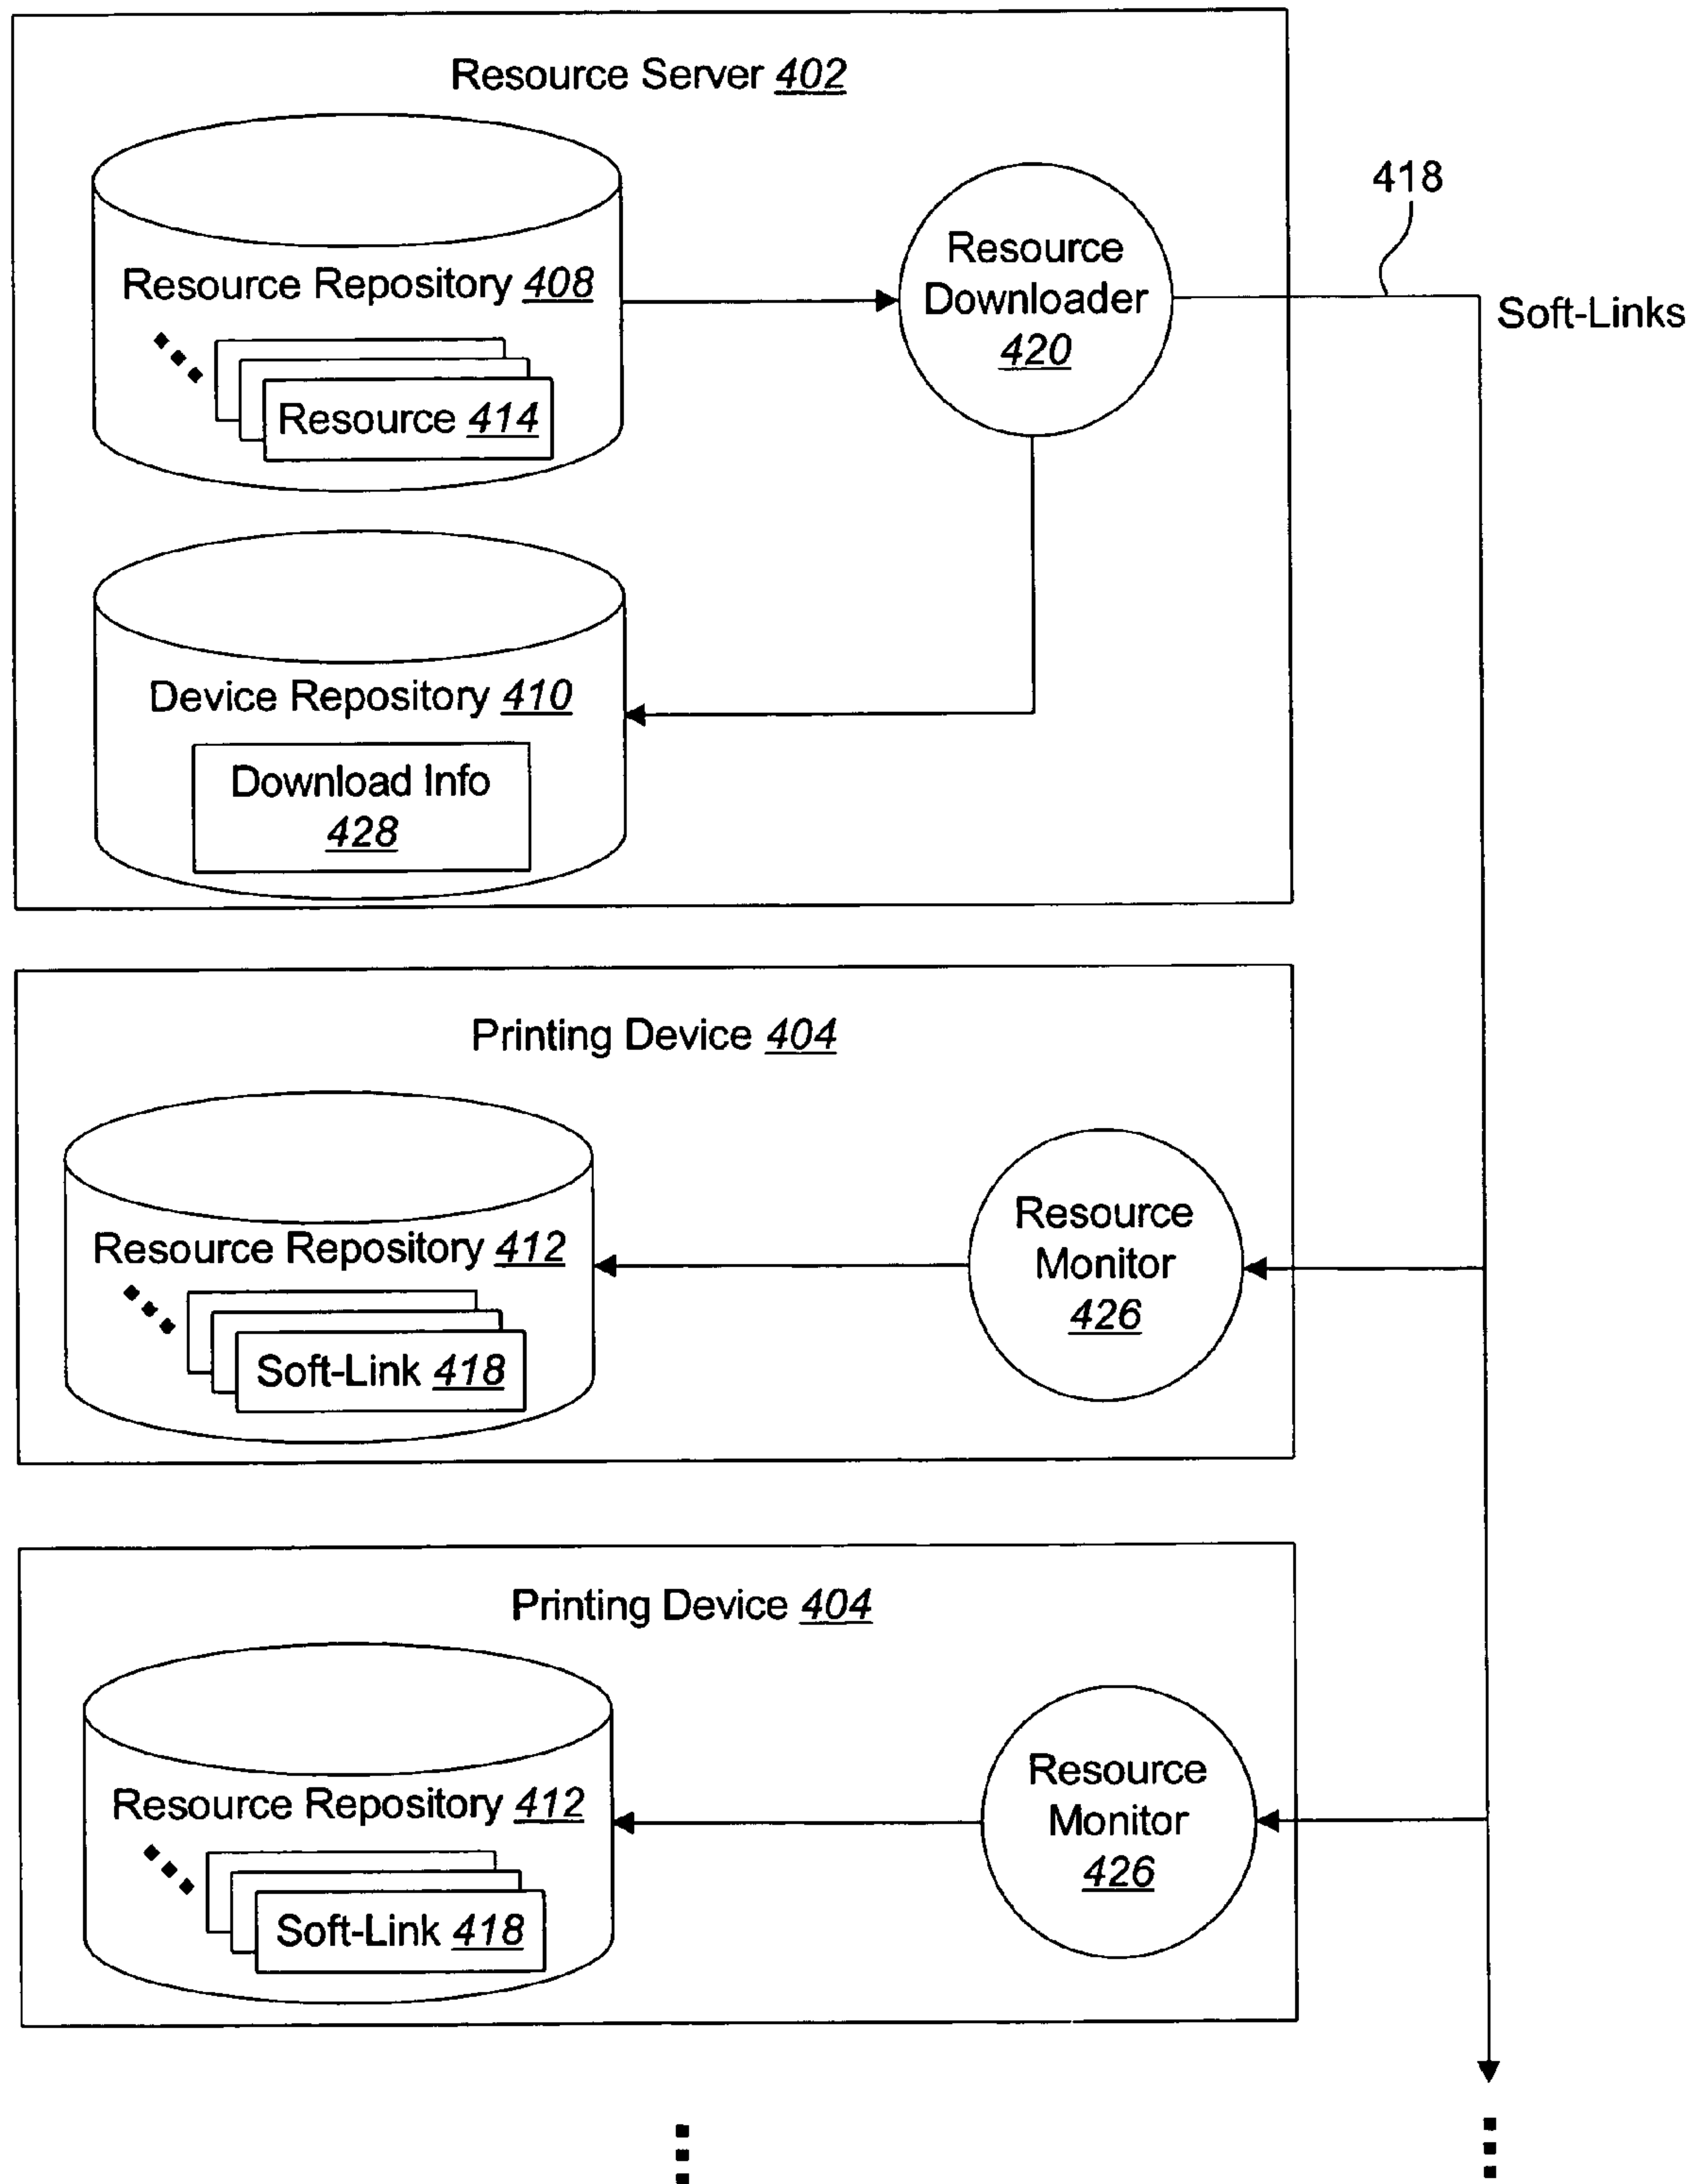 Resource Server 402
Resource Repository 408
Resource 414
Resource
Downloader
420
418
Soft-Links
Device Repository 410
Download Info
428
Printing Device 404
Resource Repository 412
Soft-Link 418
Resource
Monitor
426
Printing Device 404
Resource Repository 412
Soft-Link 418
Resource
Monitor
426